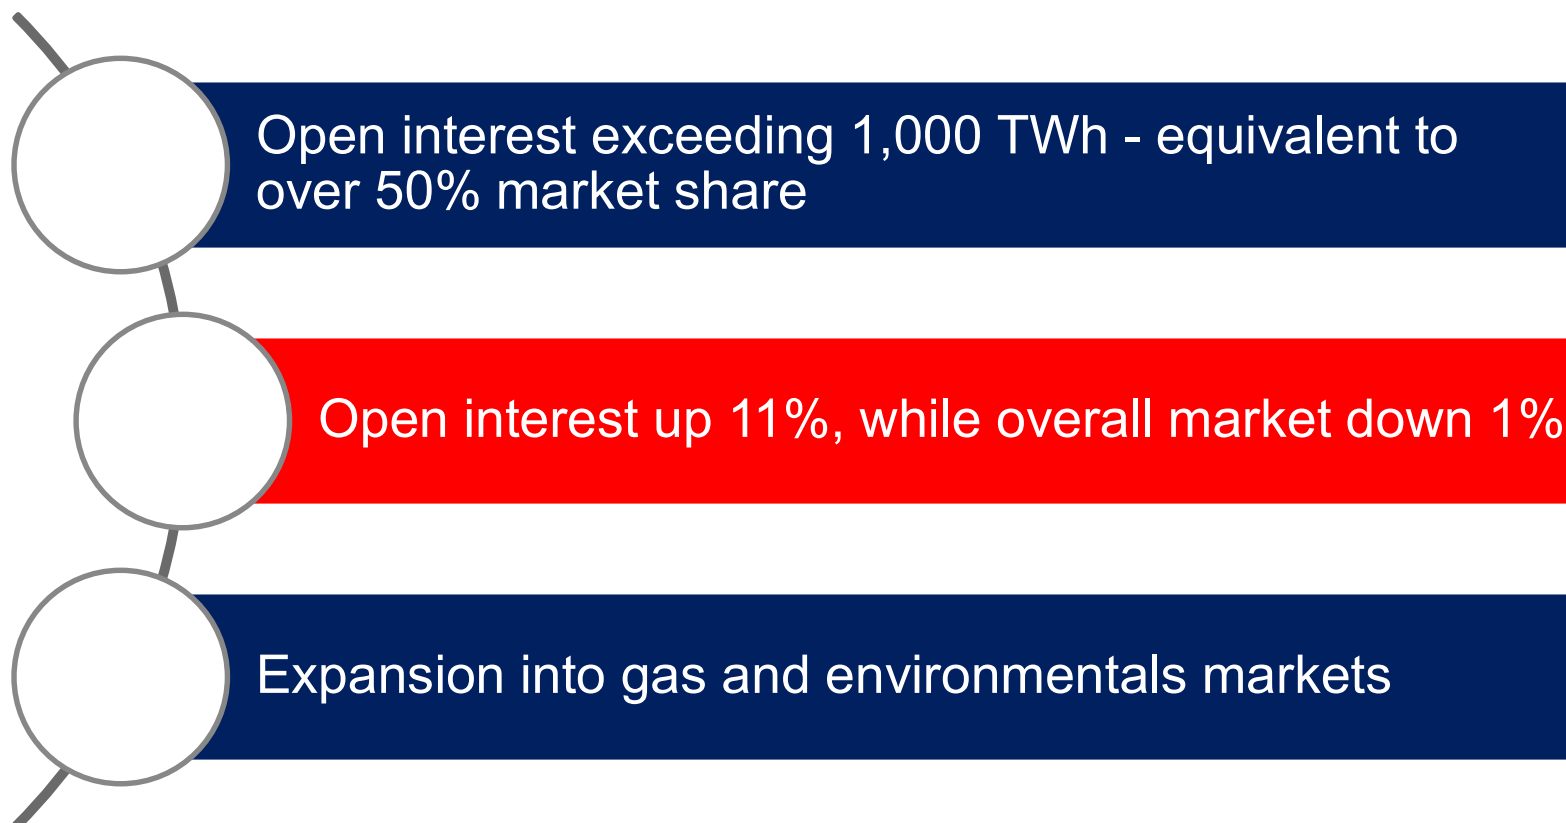 Open interest exceeding 1,000 TWh - equivalent to
over 50% market share
Open interest up 11%, while overall market down 1%
Expansion into gas and environmentals markets